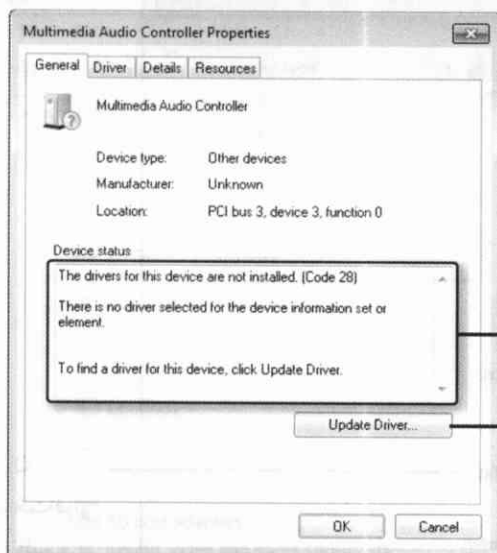 Multimedia Audio Controller Properties
General Driver Details Resources
Multimedia Audio Controller
Device type: Other devices
Manufacturer: Unknown
Location: PCI bus 3, device 3, function 0
Device status
The drivers for this device are not installed. (Code 28)
There is no driver selected for the device information set or
element.
To find a driver for this device, click Update Driver.
Update Driver...
OK Cancel